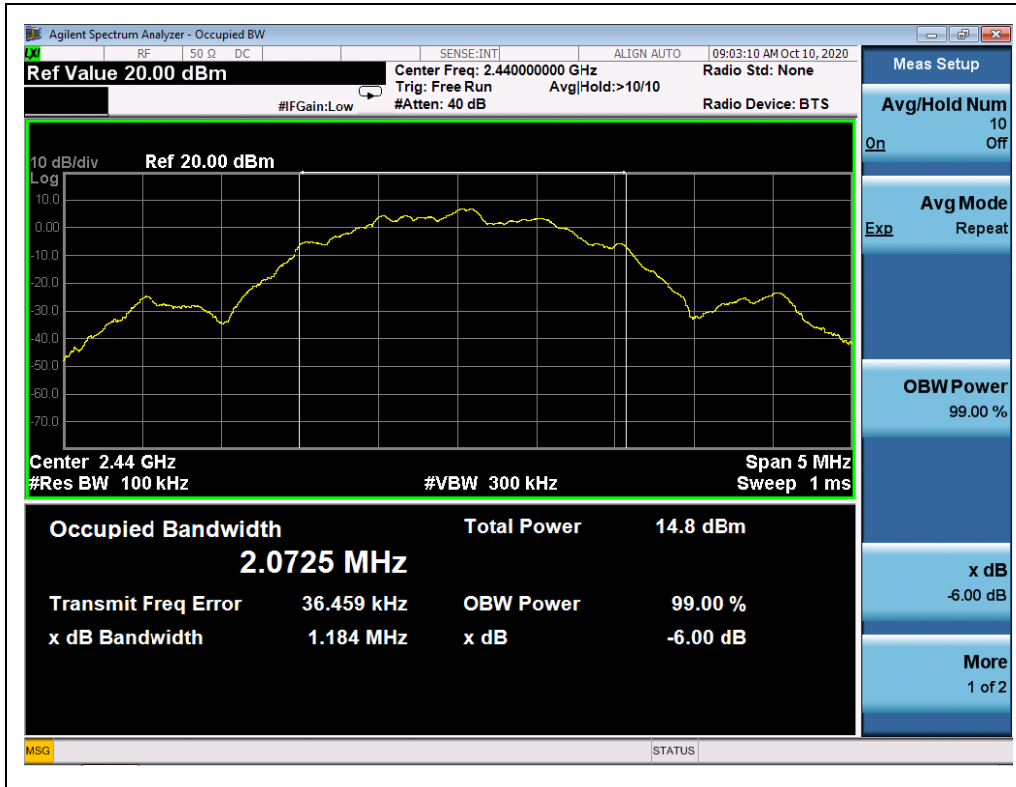 Agilent Spectrum Analyzer - Occupied BW
LXI RF 50 Ω DC SENSE:INT ALIGN AUTO 09:03:10 AM Oct 10, 2020
Ref Value 20.00 dBm
Center Freq: 2.440000000 GHz
Radio Std: None
Trig: Free Run Avg|Hold:>10/10
#IFGain:Low #Atten: 40 dB Radio Device: BTS
10 dB/div Ref 20.00 dBm
Log
10.0
0.00
-10.0
-20.0
-30.0
-40.0
-50.0
-60.0
-70.0
Center 2.44 GHz Span 5 MHz
#Res BW 100 kHz #VBW 300 kHz Sweep 1 ms
Occupied Bandwidth Total Power 14.8 dBm
2.0725 MHz
Transmit Freq Error 36.459 kHz OBW Power 99.00 %
x dB Bandwidth 1.184 MHz x dB -6.00 dB
Meas Setup
Avg/Hold Num
10
On Off
Avg Mode
Exp Repeat
OBW Power
99.00 %
x dB
-6.00 dB
More
1 of 2
MSG STATUS